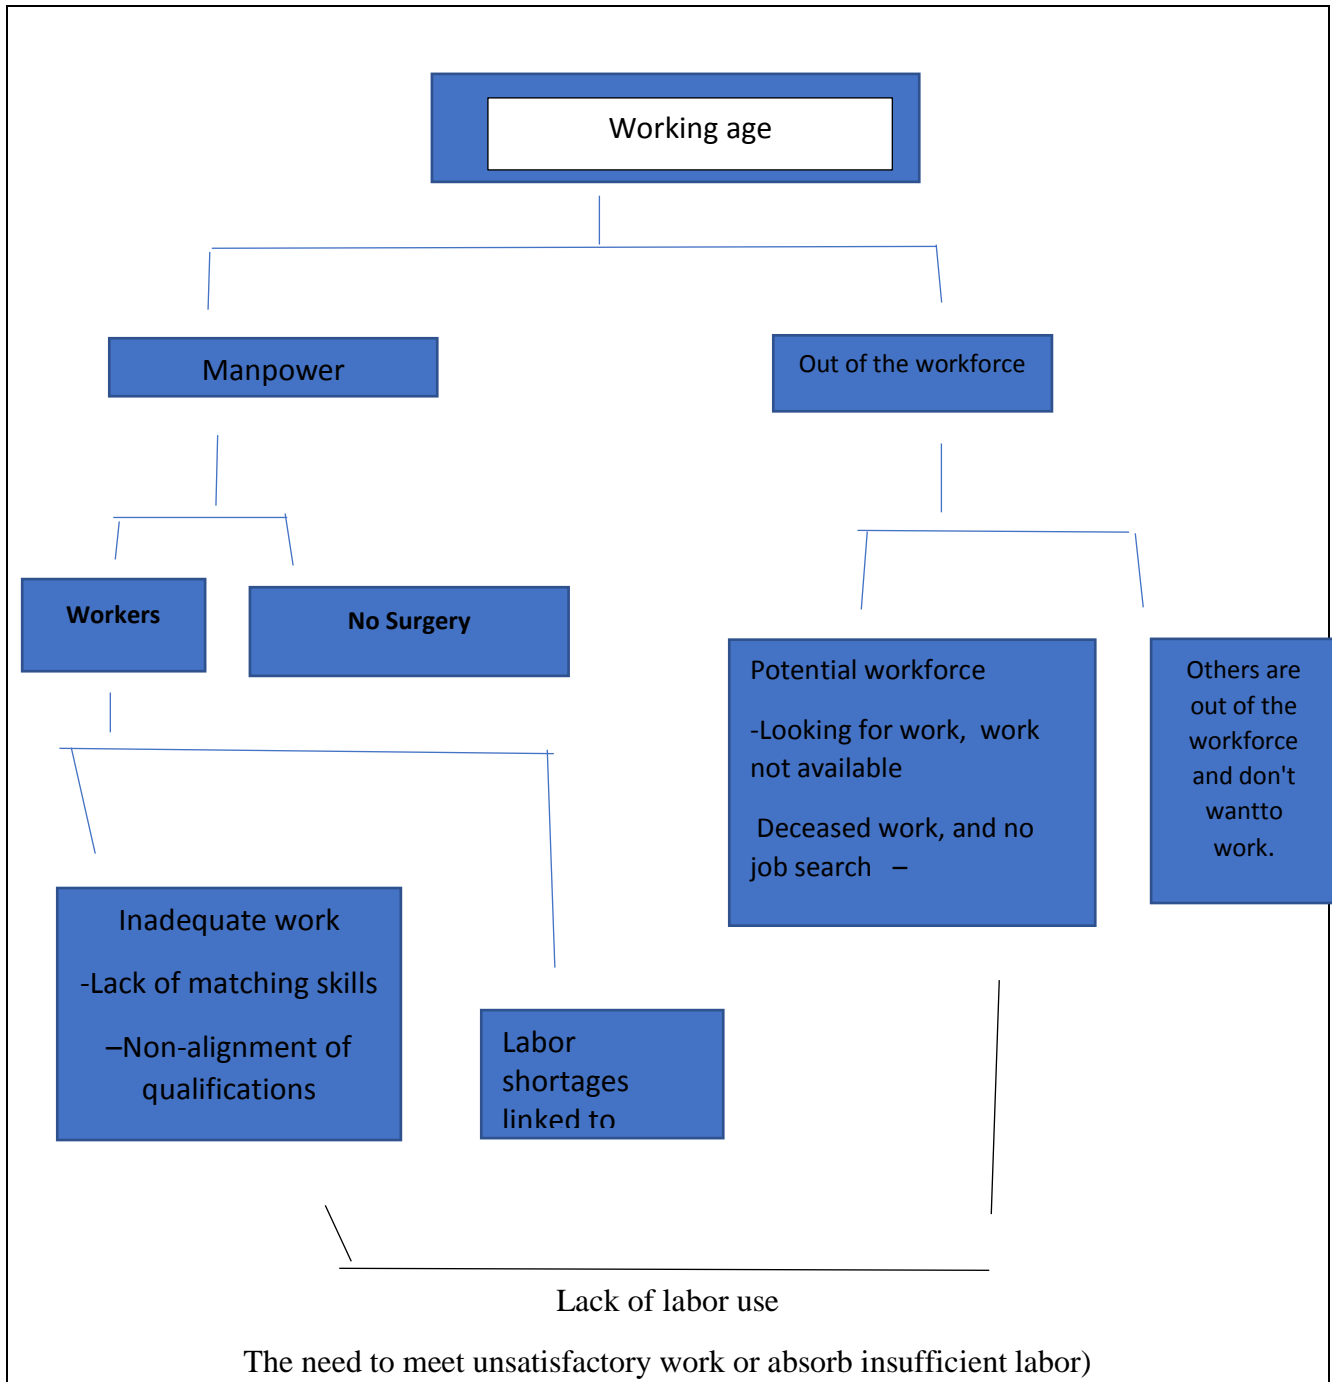 Working age
Manpower
Out of the workforce
Workers
No Surgery
Potential workforce
-Looking for work, work
not available
Deceased work, and no
job search –
Others are
out of the
workforce
and don't
wantto
work.
Inadequate work
-Lack of matching skills
–Non-alignment of
qualifications
Labor
shortages
linked to
Lack of labor use
The need to meet unsatisfactory work or absorb insufficient labor)